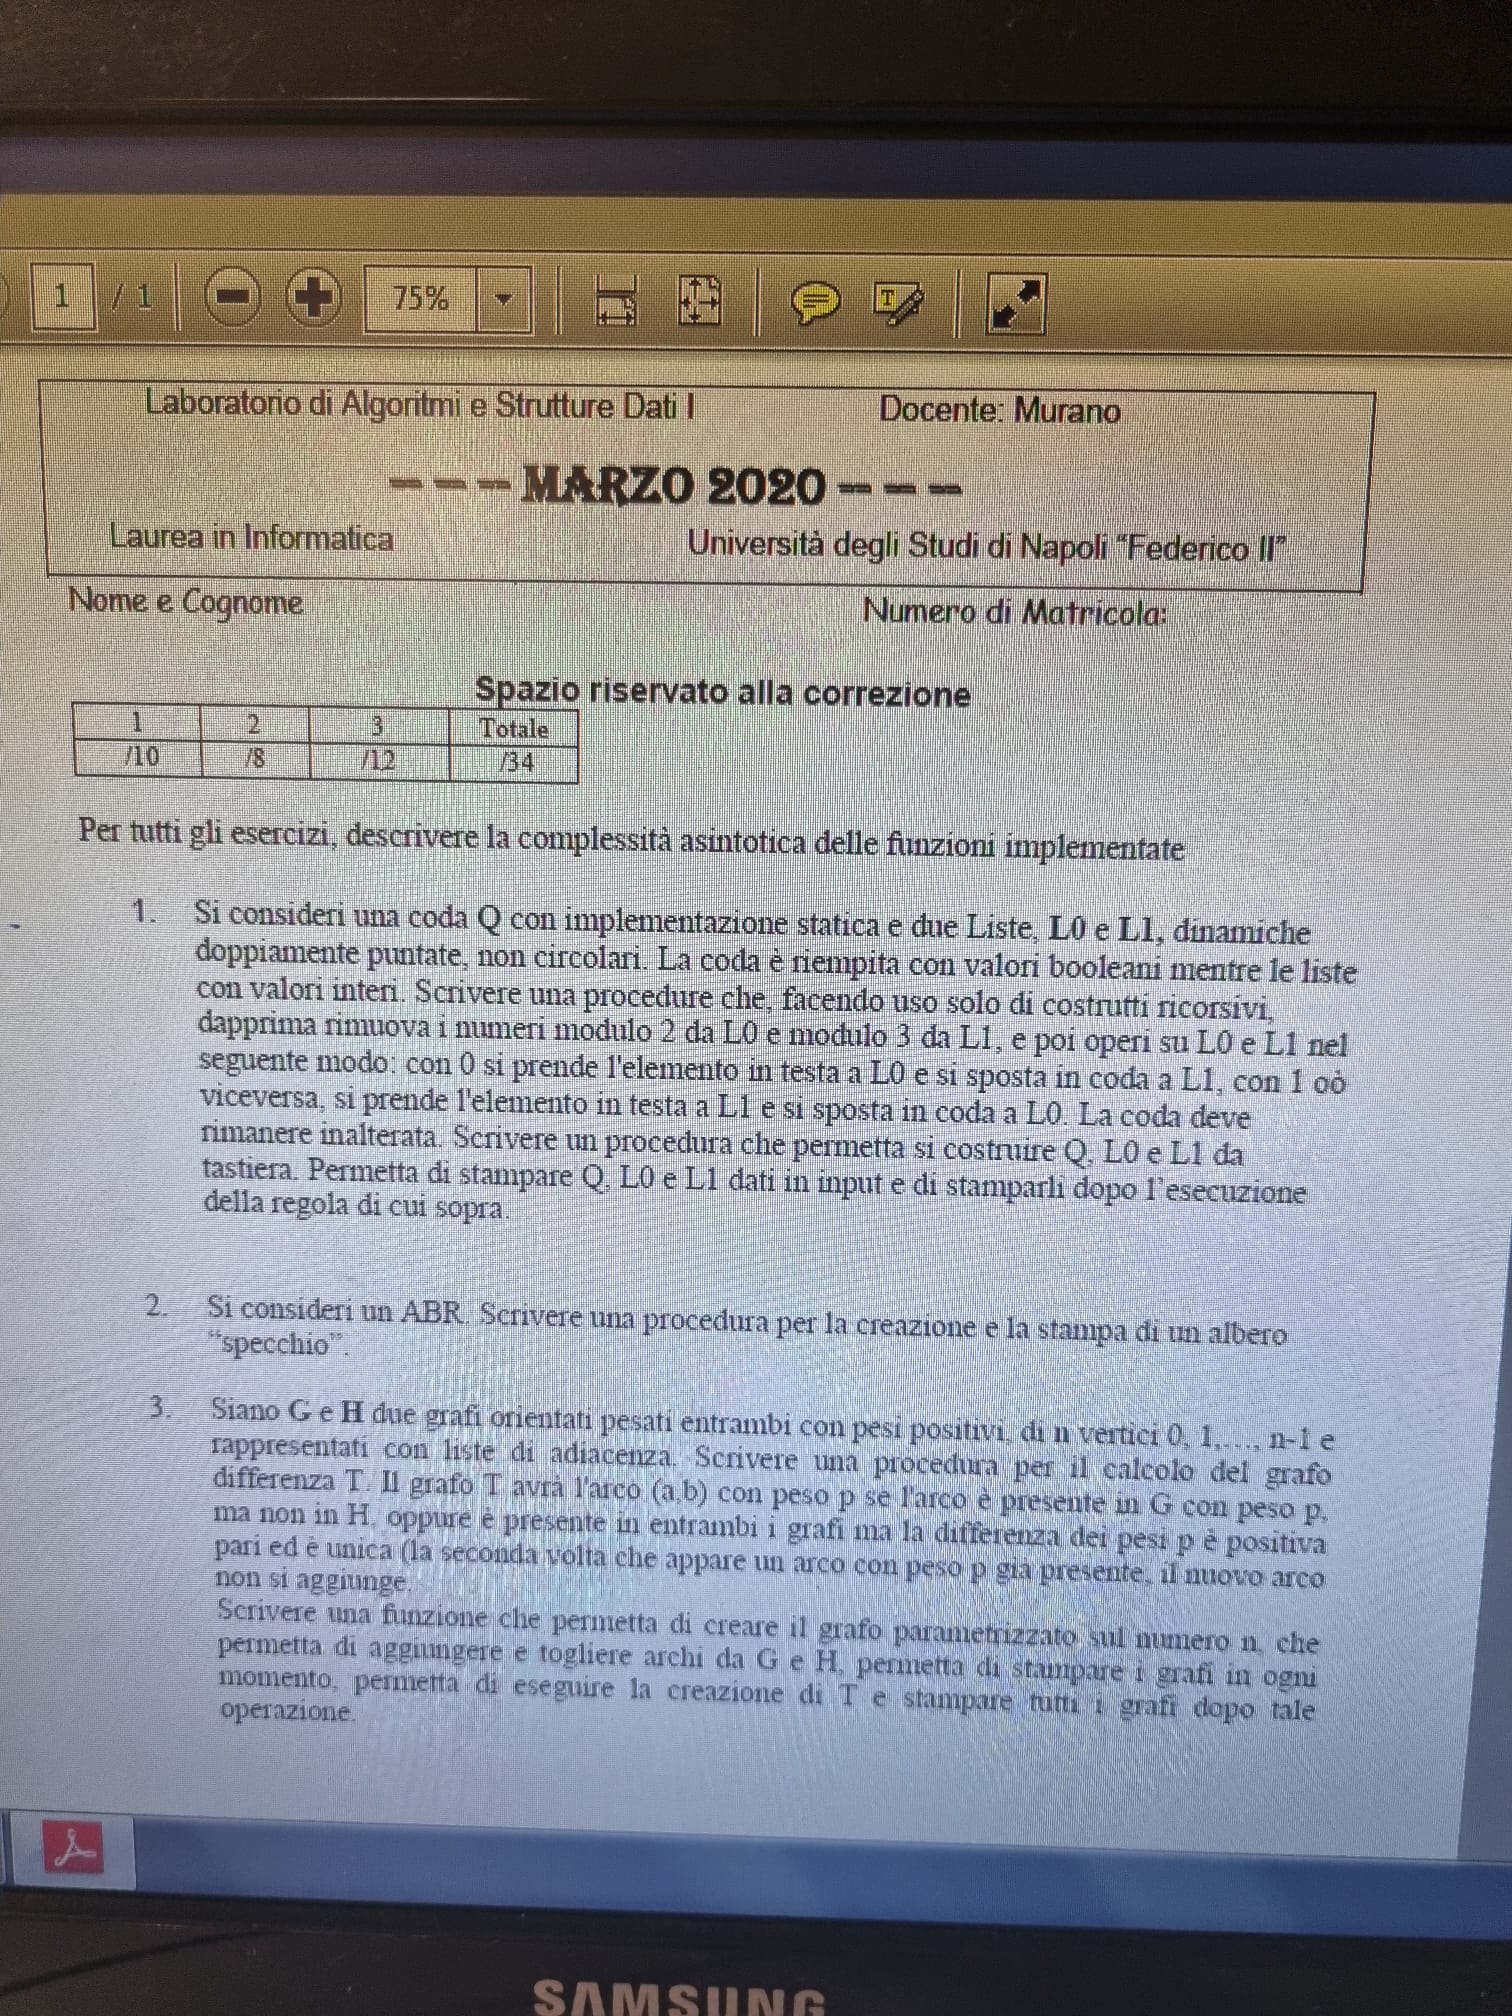 1 / 1 75%
Laboratorio di Algoritmi e Strutture Dati I Docente: Murano
--- MARZO 2020 ---
Laurea in Informatica Università degli Studi di Napoli “Federico II”
Nome e Cognome Numero di Matricola:
Spazio riservato alla correzione
1 2 3 Totale
/10 /8 /12 /34
Per tutti gli esercizi, descrivere la complessità asintotica delle funzioni implementate
1. Si consideri una coda Q con implementazione statica e due Liste, L0 e L1, dinamiche
doppiamente puntate, non circolari. La coda è riempita con valori booleani mentre le liste
con valori interi. Scrivere una procedure che, facendo uso solo di costrutti ricorsivi,
dapprima rimuova i numeri modulo 2 da L0 e modulo 3 da L1, e poi operi su L0 e L1 nel
seguente modo: con 0 si prende l'elemento in testa a L0 e si sposta in coda a L1, con 1 oò
viceversa, si prende l'elemento in testa a L1 e si sposta in coda a L0. La coda deve
rimanere inalterata. Scrivere un procedura che permetta si costruire Q, L0 e L1 da
tastiera. Permetta di stampare Q, L0 e L1 dati in input e di stamparli dopo l’esecuzione
della regola di cui sopra.
2. Si consideri un ABR. Scrivere una procedura per la creazione e la stampa di un albero
“specchio”.
3. Siano G e H due grafi orientati pesati entrambi con pesi positivi, di n vertici 0, 1,…, n-1 e
rappresentati con liste di adiacenza. Scrivere una procedura per il calcolo del grafo
differenza T. Il grafo T avrà l'arco (a,b) con peso p se l'arco è presente in G con peso p,
ma non in H, oppure è presente in entrambi i grafi ma la differenza dei pesi p è positiva
pari ed è unica (la seconda volta che appare un arco con peso p già presente, il nuovo arco
non si aggiunge.
Scrivere una funzione che permetta di creare il grafo parametrizzato sul numero n, che
permetta di aggiungere e togliere archi da G e H, permetta di stampare i grafi in ogni
momento, permetta di eseguire la creazione di T e stampare tutti i grafi dopo tale
operazione.
SAMSUNG